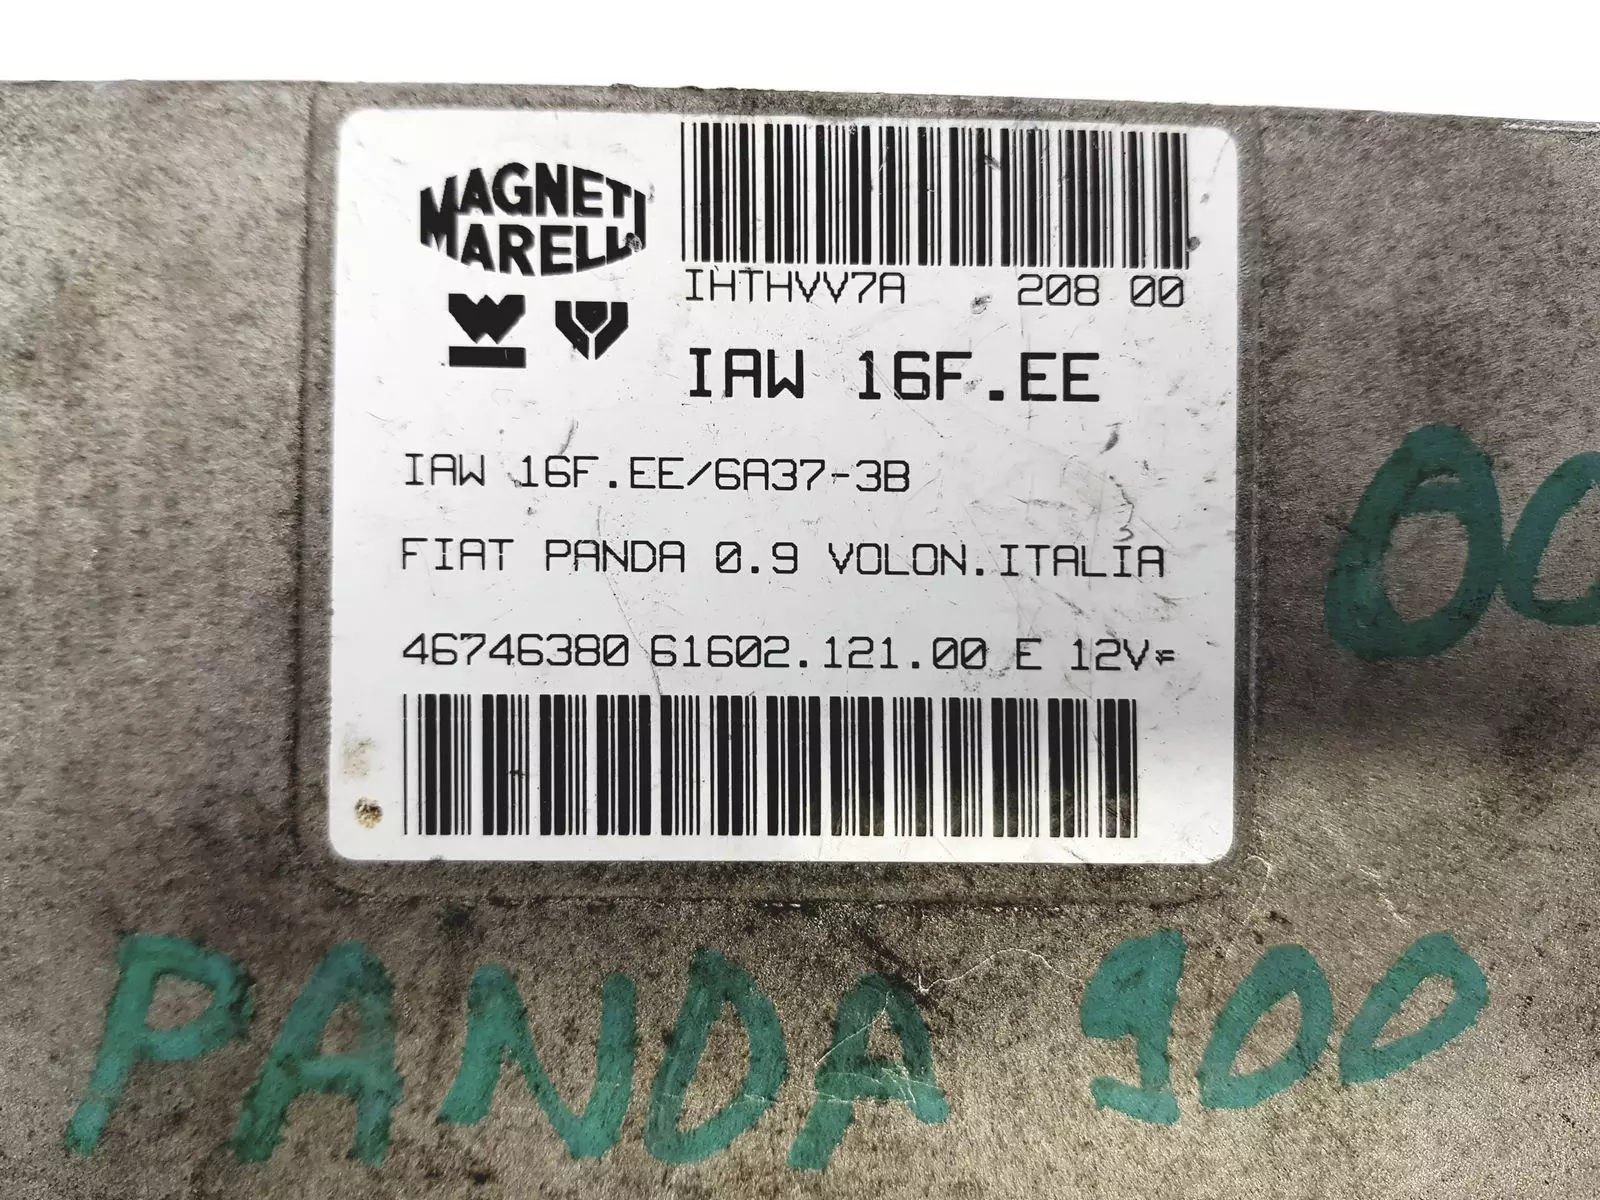 MAGNETI
MARELLI
IHTHVV7A 208 00
IAW 16F.EE
IAW 16F.EE/6A37-3B
FIAT PANDA 0.9 VOLON.ITALIA
46746380 61602.121.00 E 12V=
PANDA 900